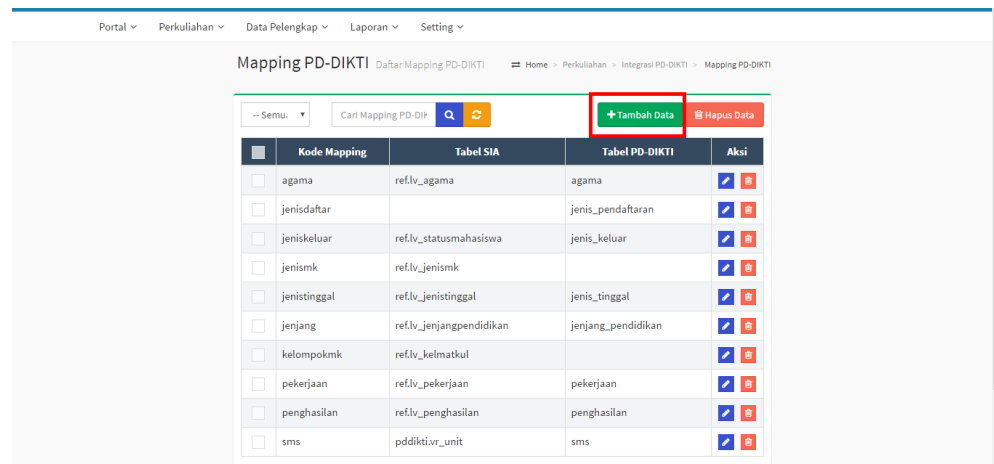 Portal Perkuliahan Data Pelengkap Laporan Setting
Mapping PD-DIKTI Daftar Mapping PD-DIKTI Home > Perkuliahan > Integrasi PD-DIKTI > Mapping PD-DIKTI
-- Semu: Cari Mapping PD-DIK Tambah Data Hapus Data
Kode Mapping Tabel SIA Tabel PD-DIKTI Aksi
agama ref.lv_agama agama
jenisdaftar jenis_pendaftaran
jeniskeluar ref.lv_statusmahasiswa jenis_keluar
jenismk ref.lv_jenismk
jenistinggal ref.lv_jenistinggal jenis_tinggal
jenjang ref.lv_jenjangpendidikan jenjang_pendidikan
kelompokmk ref.lv_kelmatkul
pekerjaan ref.lv_pekerjaan pekerjaan
penghasilan ref.lv_penghasilan penghasilan
sms pddikti.vr_unit sms